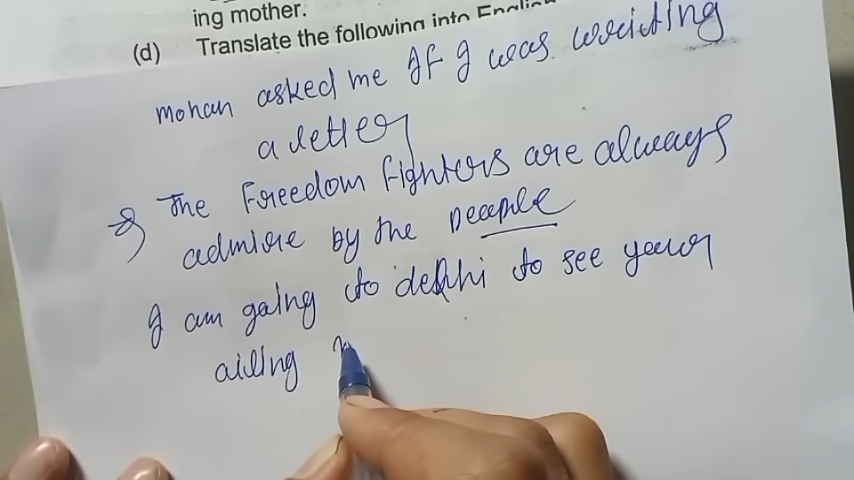 ing mother.
(d) Translate the following into English
Mohan asked me If I was writing
a letter
The Freedom fighters are always
admire by the people
I am going to delhi to see your
ailing